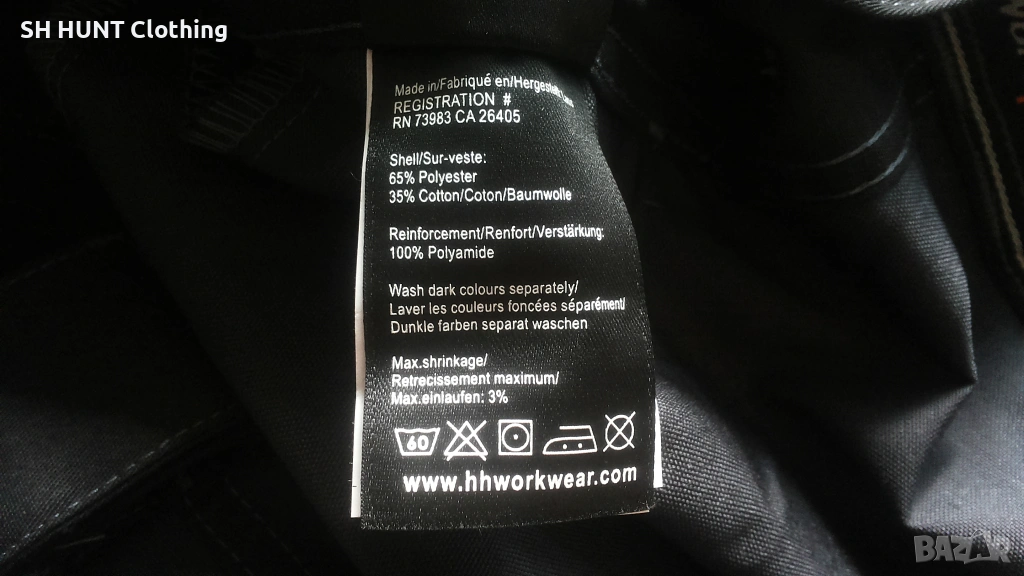 SH HUNT Clothing
Made in/Fabriqué en/
REGISTRATION #
RN 73983 CA 26405
Shell/Sur-veste:
65% Polyester
35% Cotton/Coton/Baumwolle
Reinforcement/Renfort/Verstärkung:
100% Polyamide
Wash dark colours separately/
Laver les couleurs foncées séparément/
Dunkle farben separat waschen
Max.shrinkage/
Retrecissement maximum/
Max.einlaufen: 3%
60
www.hhworkwear.com
BAZAR